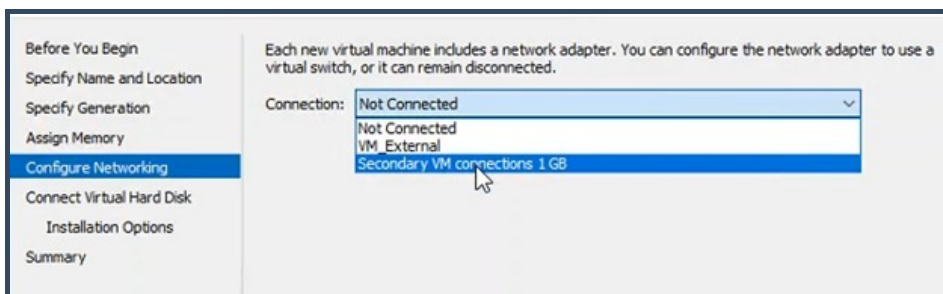 Before You Begin
Specify Name and Location
Specify Generation
Assign Memory
Configure Networking
Connect Virtual Hard Disk
Installation Options
Summary
Each new virtual machine includes a network adapter. You can configure the network adapter to use a
virtual switch, or it can remain disconnected.
Connection: Not Connected
Not Connected
VM_External
Secondary VM connections 1 GB